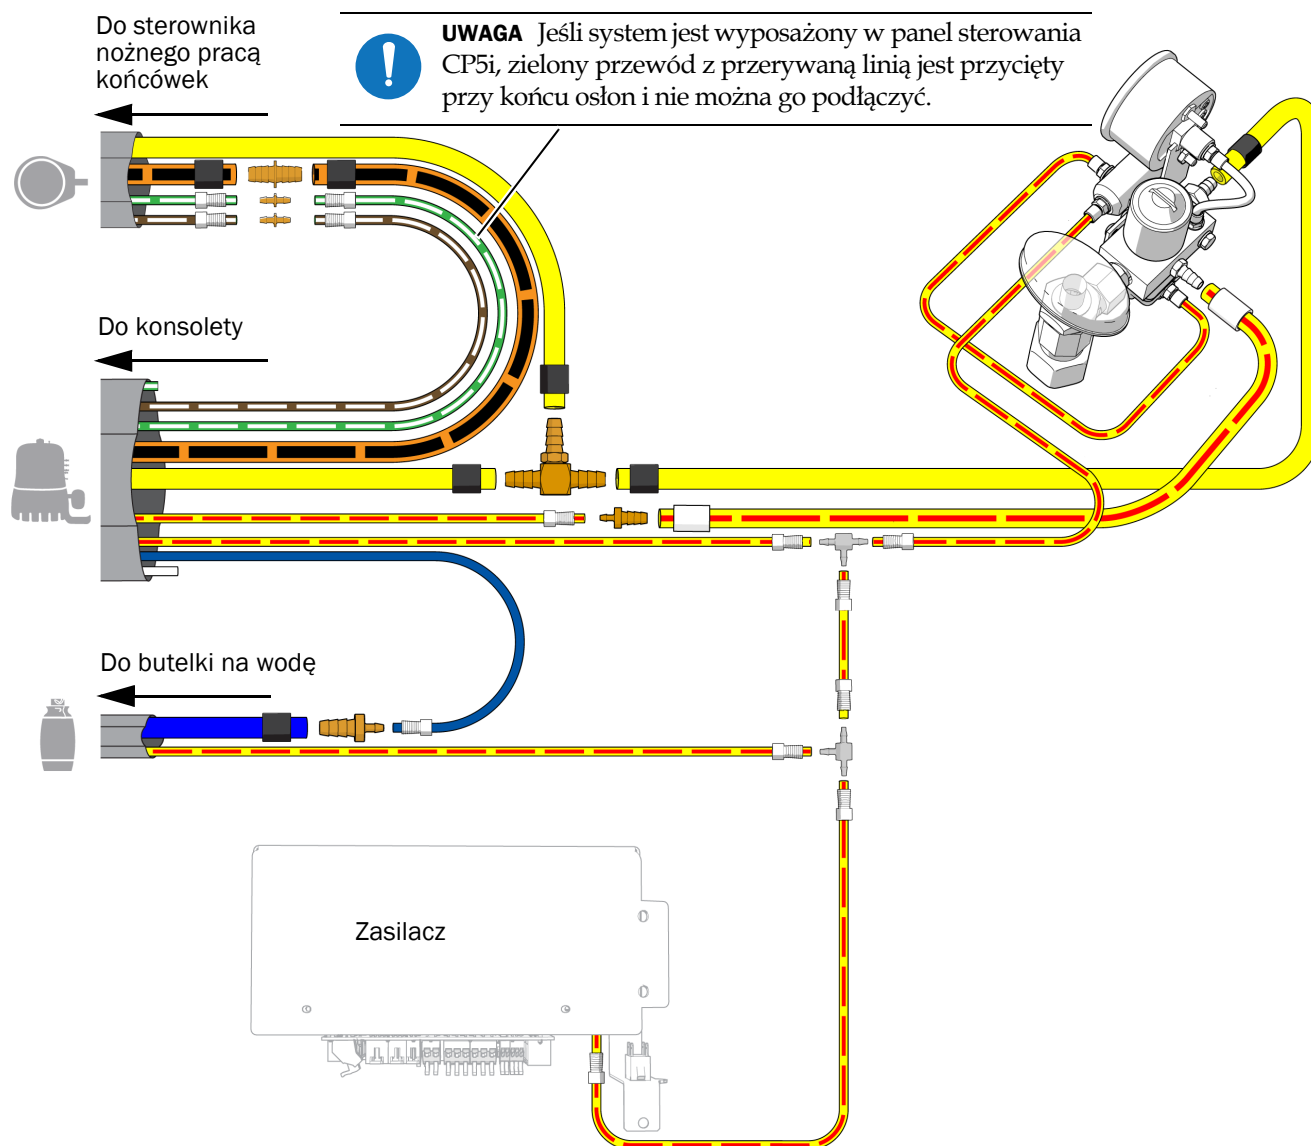 Do sterownika
nożnego pracą
końcówek
UWAGA Jeśli system jest wyposażony w panel sterowania
CP5i, zielony przewód z przerywaną linią jest przycięty
przy końcu osłon i nie można go podłączyć.
Do konsolety
Do butelki na wodę
Zasilacz